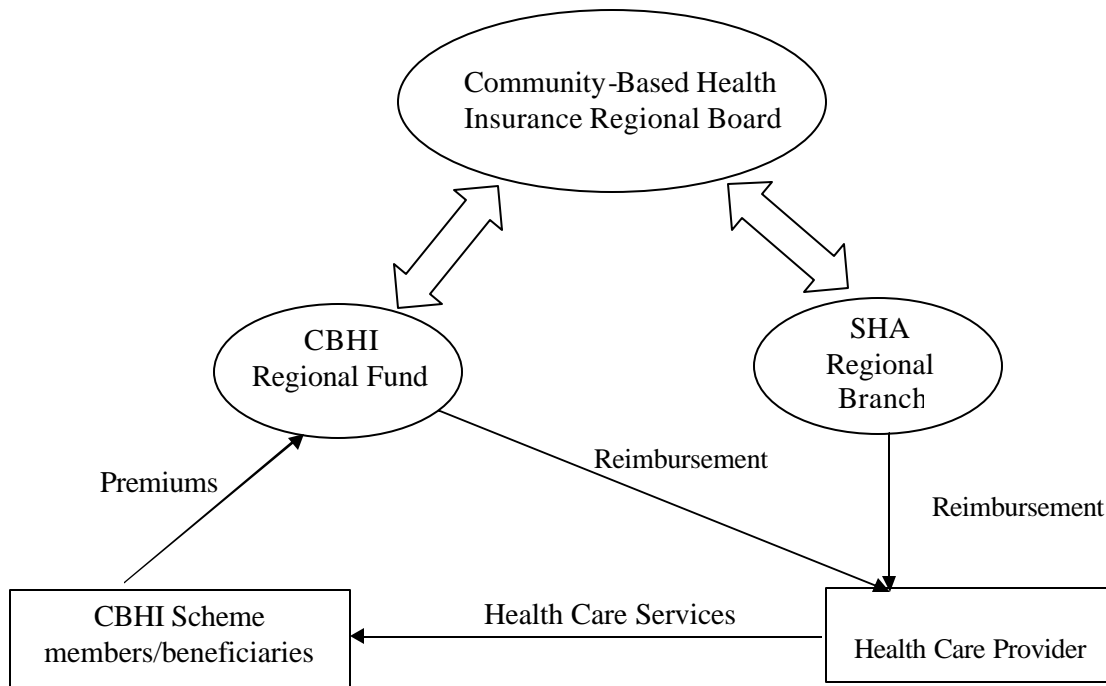 Community-Based Health
Insurance Regional Board
CBHI
Regional Fund
SHA
Regional
Branch
Reimbursement
Premiums
Reimbursement
CBHI Scheme
members/beneficiaries
Health Care Services
Health Care Provider